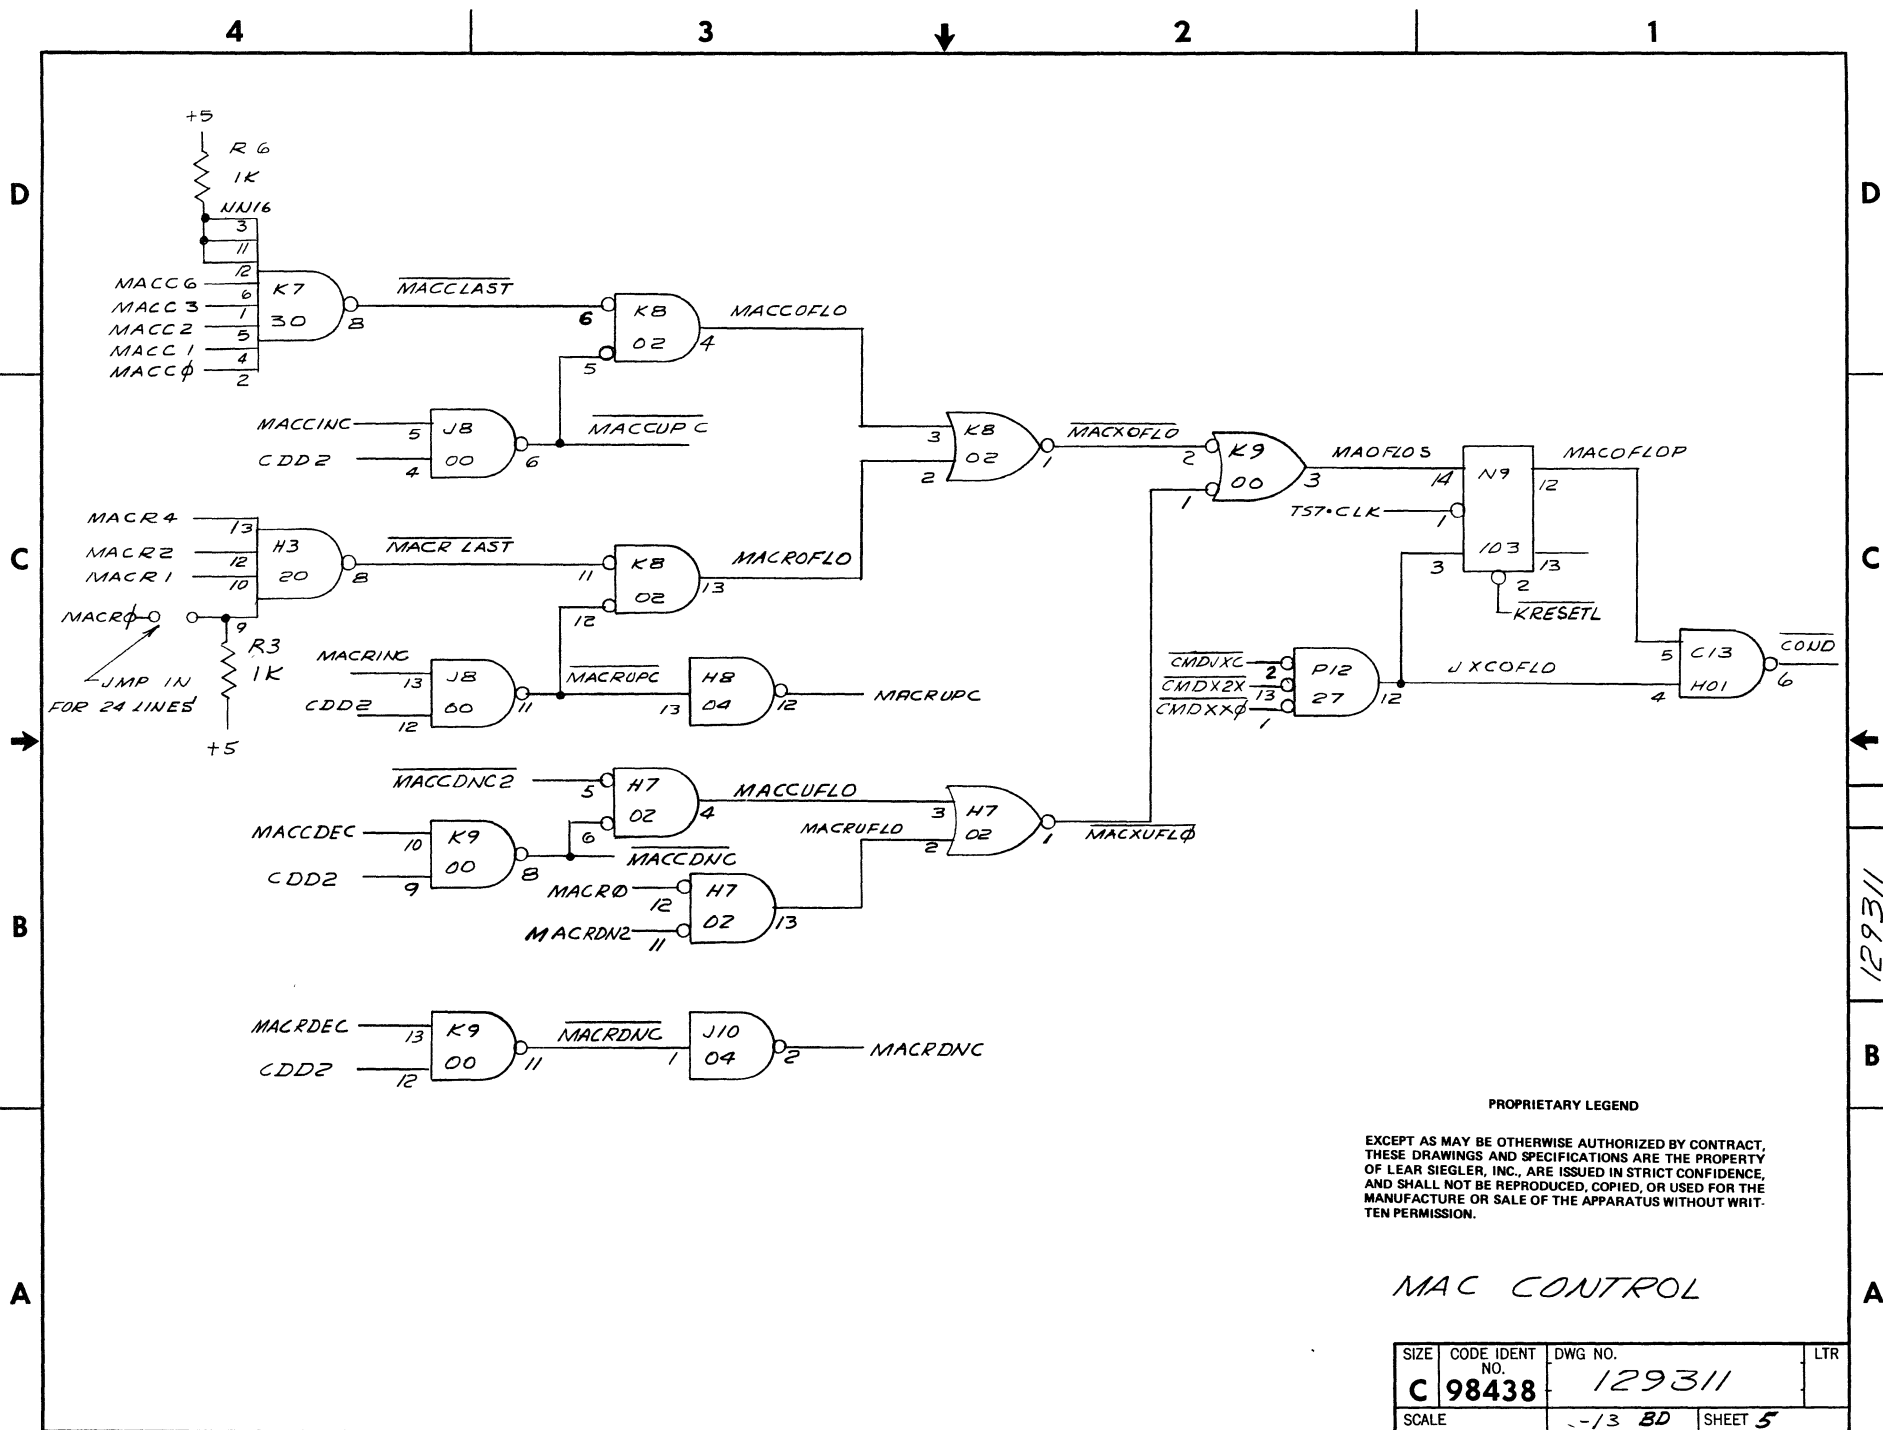 4 3 2 1
D D
+5
R6
1K
NN16
3
11
12
MACC6 6
MACC3 1
MACC2 5
MACC1 4
MACCφ 2
K7
30
8
MACCLAST
6
5
K8
02
4
MACCOFLO
MACCINC 5
CDD2 4
J8
00
6
MACCUPC
3
2
K8
02
1
MACXOFLO
2
1
K9
00
3
MAOFLOS
14
TS7•CLK 1
3
N9
103
12
13
2
KRESETL
MACOFLOP
C C
MACR4 13
MACR2 12
MACR1 10
MACRφ 9
H3
20
8
MACR LAST
11
12
K8
02
13
MACROFLO
JMP IN
FOR 24 LINES
R3
1K
+5
MACRINC 13
CDD2 12
J8
00
11
MACRUPC
13
H8
04
12
MACRUPC
CMDJXC 2
CMDX2X 13
CMDXXφ 1
P12
27
12
JXCOFLO
5
4
C13
H01
6
COND
MACCDNC2 5
6
H7
02
4
MACCUFLO
MACCDEC 10
CDD2 9
K9
00
8
MACCDNC
MACRUFLO
3
2
H7
02
1
MACXUFLφ
MACR0 12
MACRDN2 11
H7
02
13
B B
MACRDEC 13
CDD2 12
K9
00
11
MACRDNC
1
J10
04
2
MACRDNC
129311
PROPRIETARY LEGEND
EXCEPT AS MAY BE OTHERWISE AUTHORIZED BY CONTRACT,
THESE DRAWINGS AND SPECIFICATIONS ARE THE PROPERTY
OF LEAR SIEGLER, INC., ARE ISSUED IN STRICT CONFIDENCE,
AND SHALL NOT BE REPRODUCED, COPIED, OR USED FOR THE
MANUFACTURE OR SALE OF THE APPARATUS WITHOUT WRIT-
TEN PERMISSION.
A A
MAC CONTROL
SIZE
C
CODE IDENT
NO.
98438
DWG NO.
129311
LTR
SCALE
-13 BD
SHEET 5